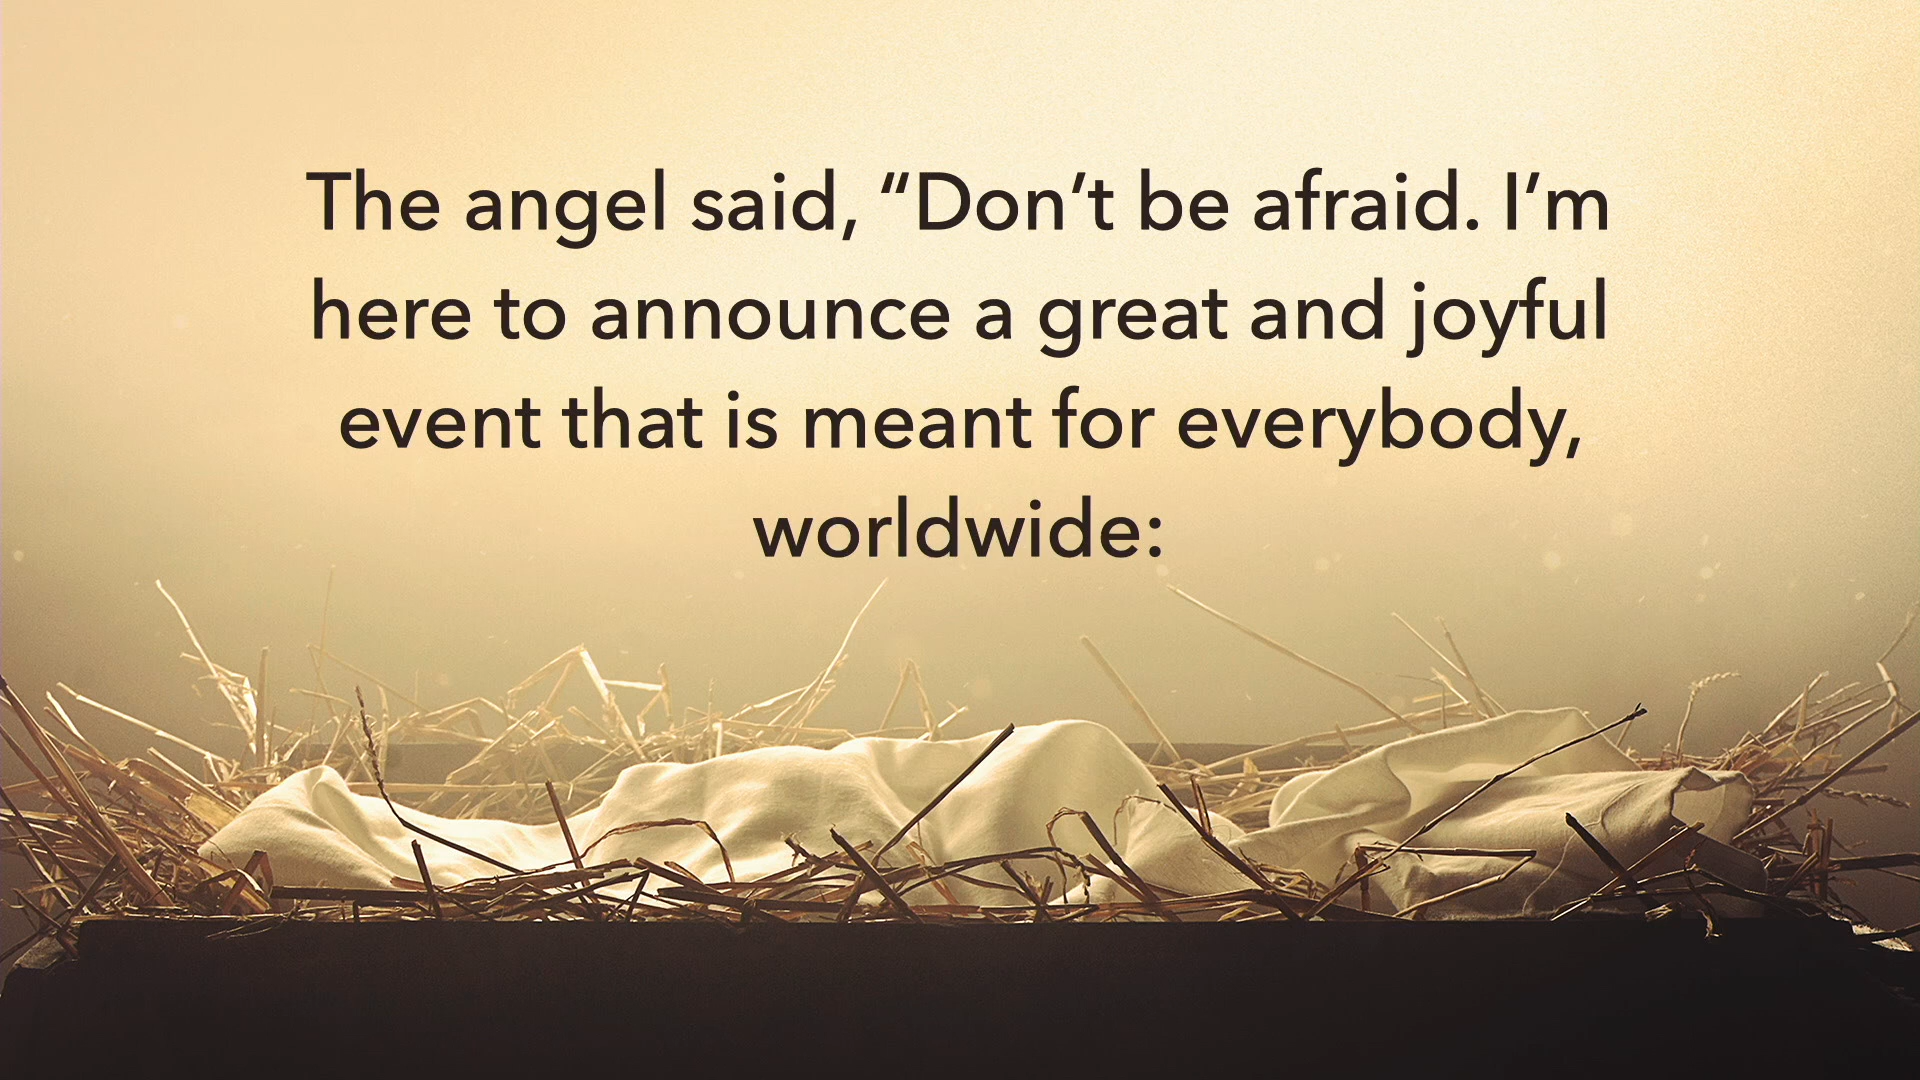 The angel said, “Don’t be afraid. I’m
here to announce a great and joyful
event that is meant for everybody,
worldwide: